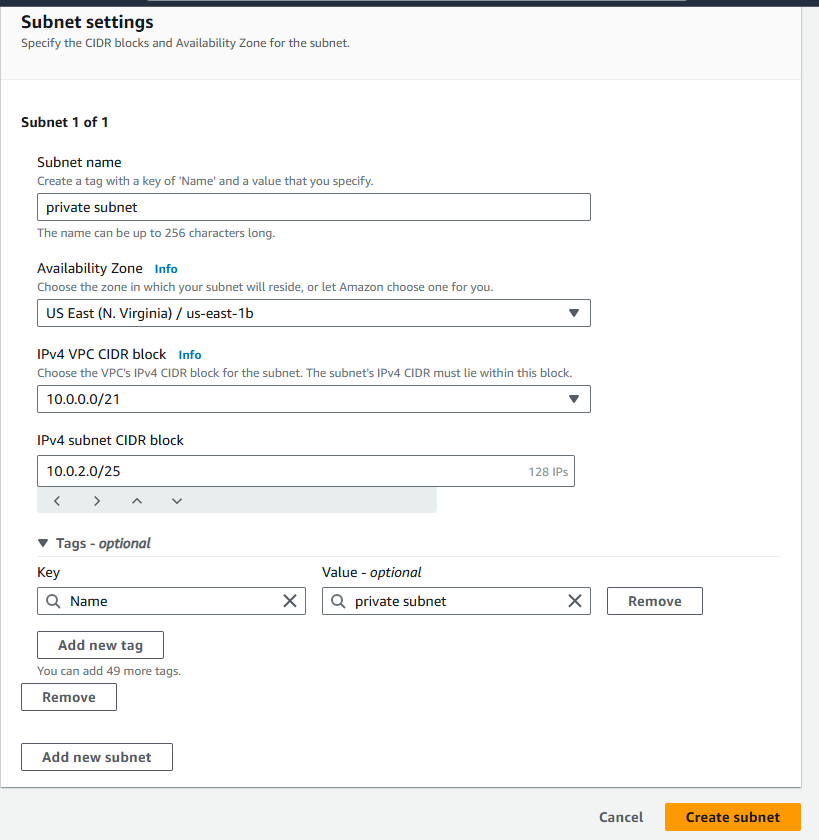 Subnet settings
Specify the CIDR blocks and Availability Zone for the subnet.
Subnet 1 of 1
Subnet name
Create a tag with a key of 'Name' and a value that you specify.
private subnet
The name can be up to 256 characters long.
Availability Zone Info
Choose the zone in which your subnet will reside, or let Amazon choose one for you.
US East (N. Virginia) / us-east-1b
IPv4 VPC CIDR block Info
Choose the VPC's IPv4 CIDR block for the subnet. The subnet's IPv4 CIDR must lie within this block.
10.0.0.0/21
IPv4 subnet CIDR block
10.0.2.0/25 128 IPs
Tags - optional
Key Value - optional
Name private subnet Remove
Add new tag
You can add 49 more tags.
Remove
Add new subnet
Cancel Create subnet